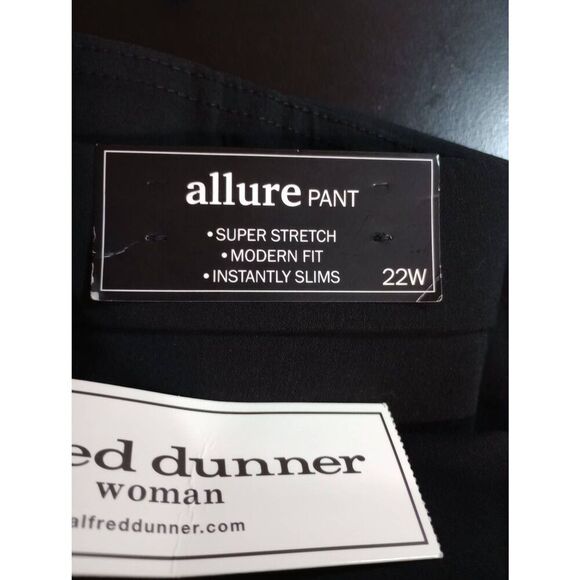 allure PANT
•SUPER STRETCH
•MODERN FIT
•INSTANTLY SLIMS 22W
ed dunner
woman
alfreddunner.com